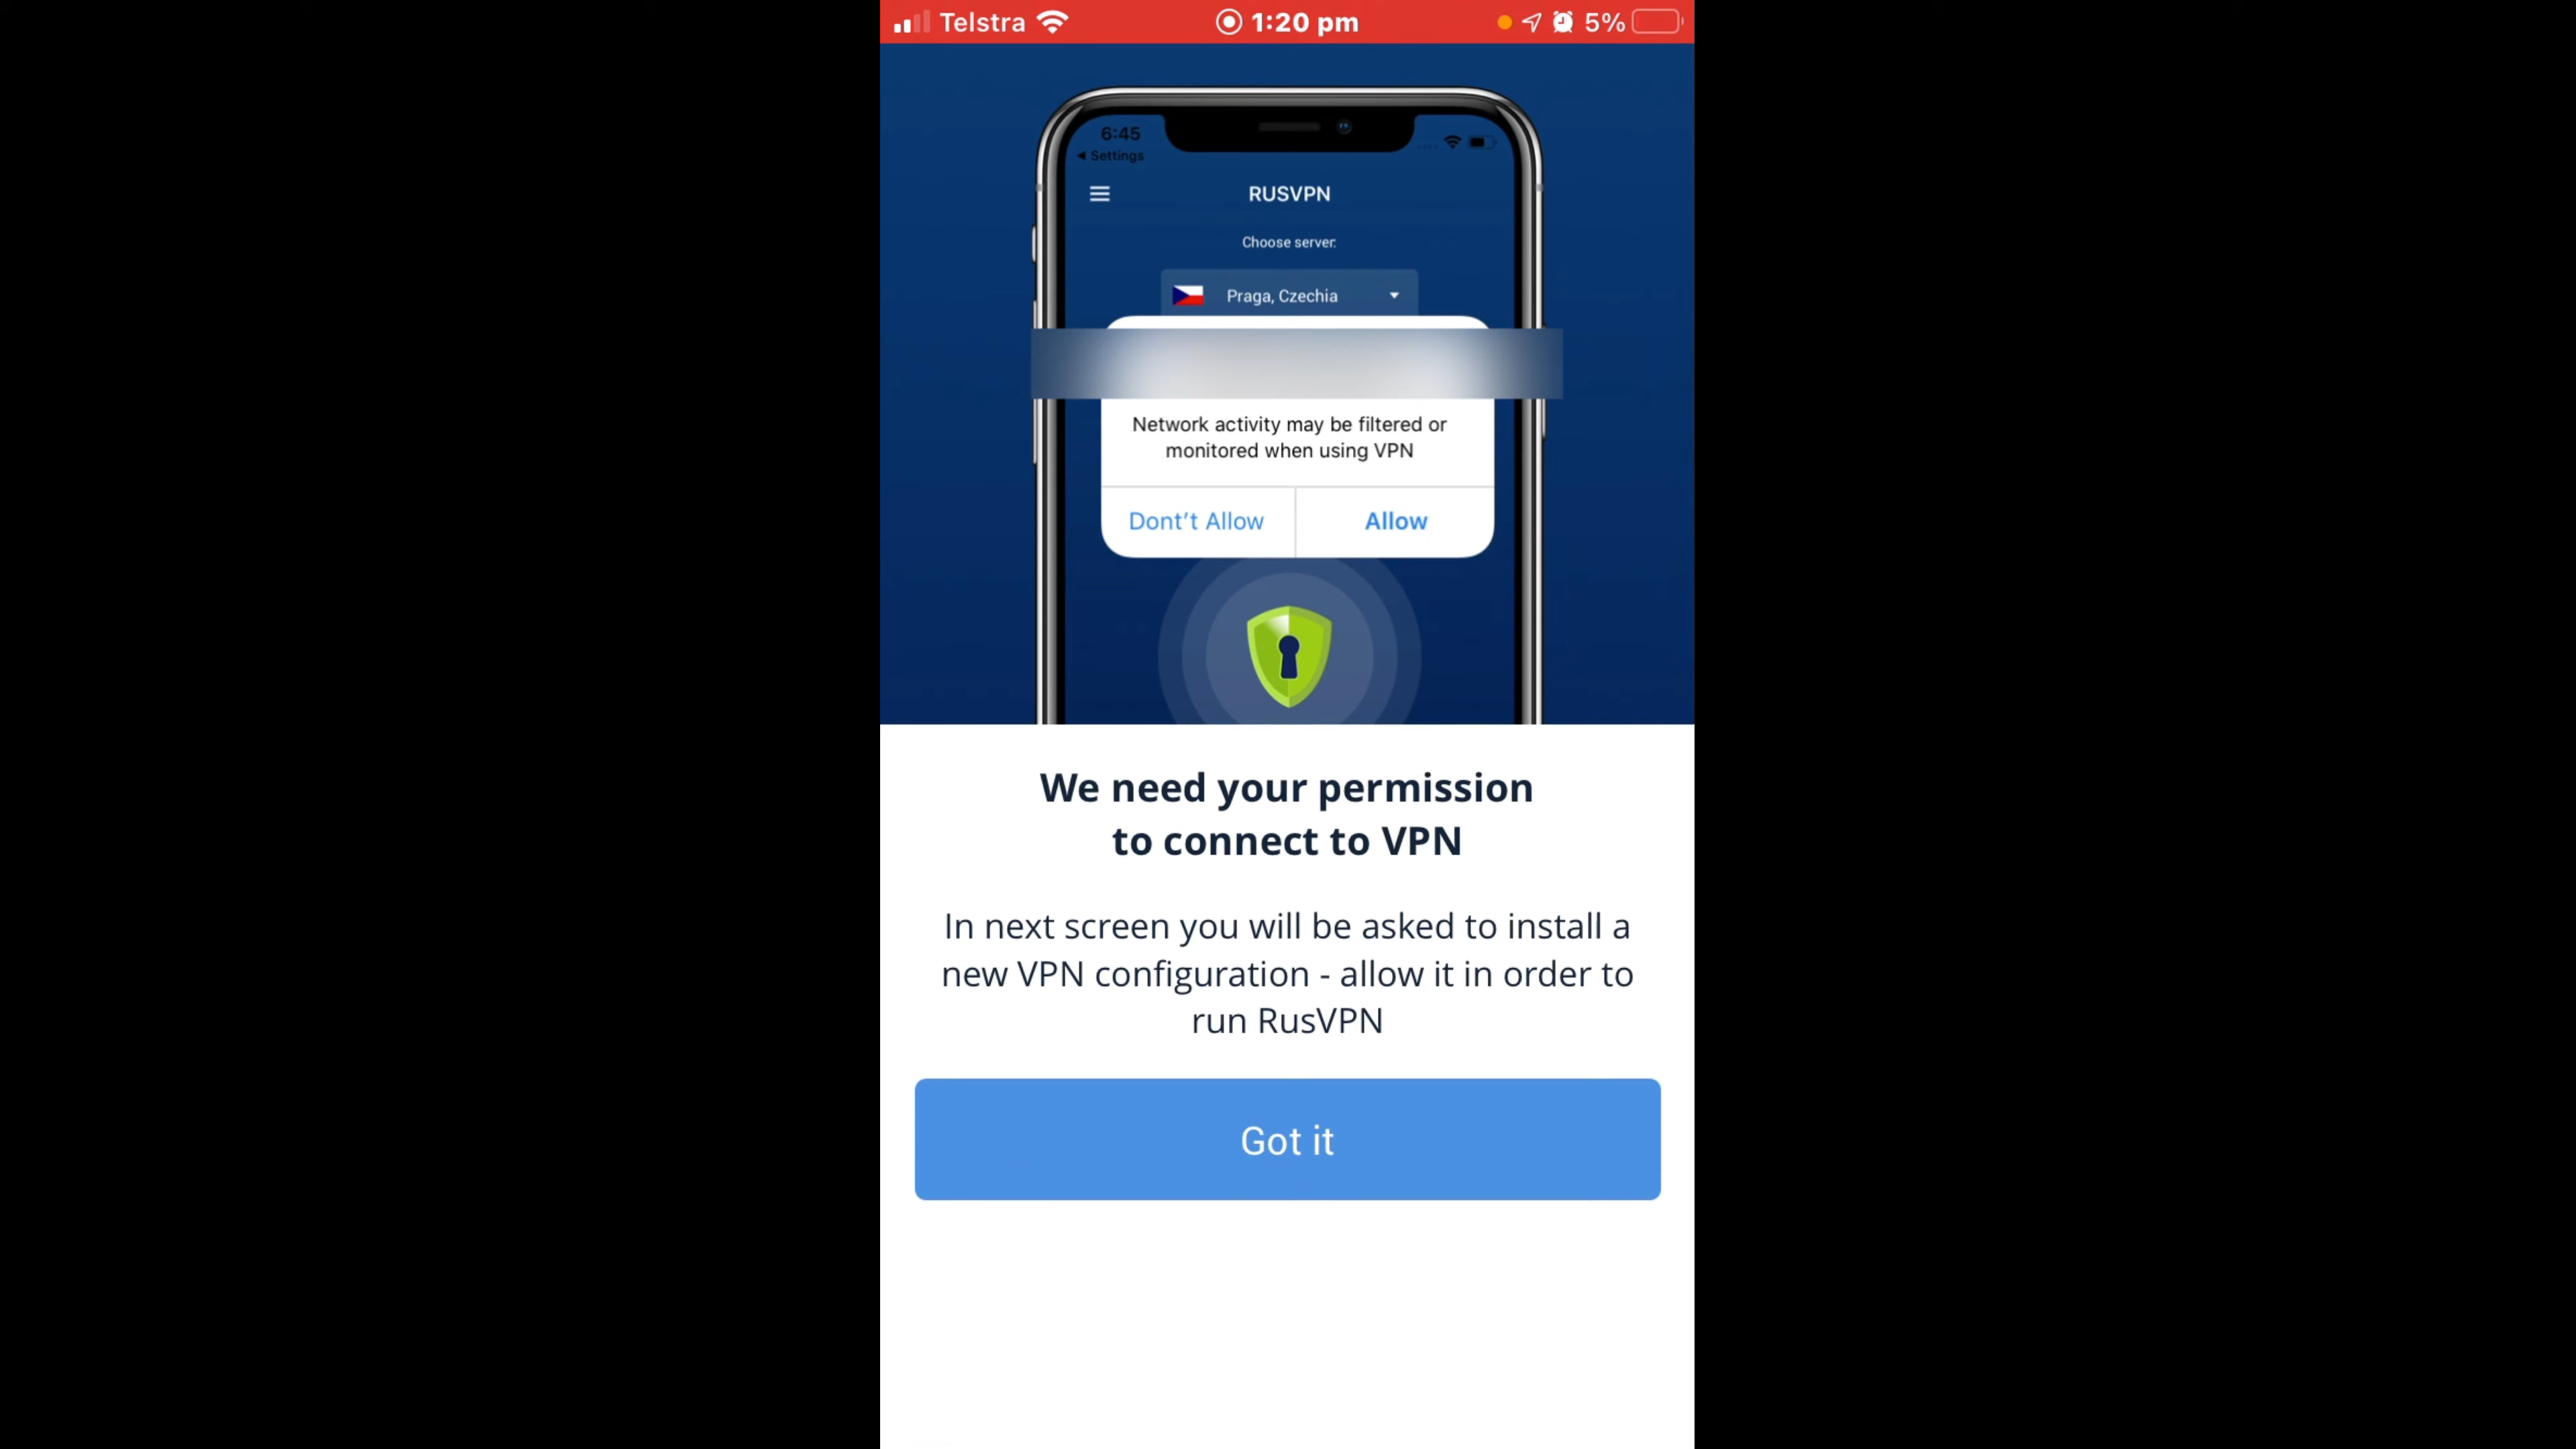 Telstra 1:20 pm 5%
6:45
Settings
RUSVPN
Choose server:
Praga, Czechia
Network activity may be filtered or
monitored when using VPN
Dont’t Allow Allow
We need your permission
to connect to VPN
In next screen you will be asked to install a
new VPN configuration - allow it in order to
run RusVPN
Got it